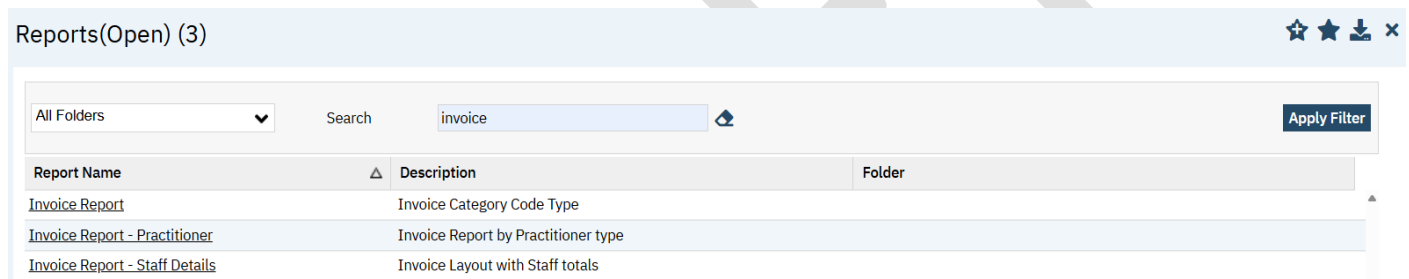 Reports(Open) (3)
All Folders Search invoice Apply Filter
Report Name Description Folder
Invoice Report Invoice Category Code Type
Invoice Report - Practitioner Invoice Report by Practitioner type
Invoice Report - Staff Details Invoice Layout with Staff totals